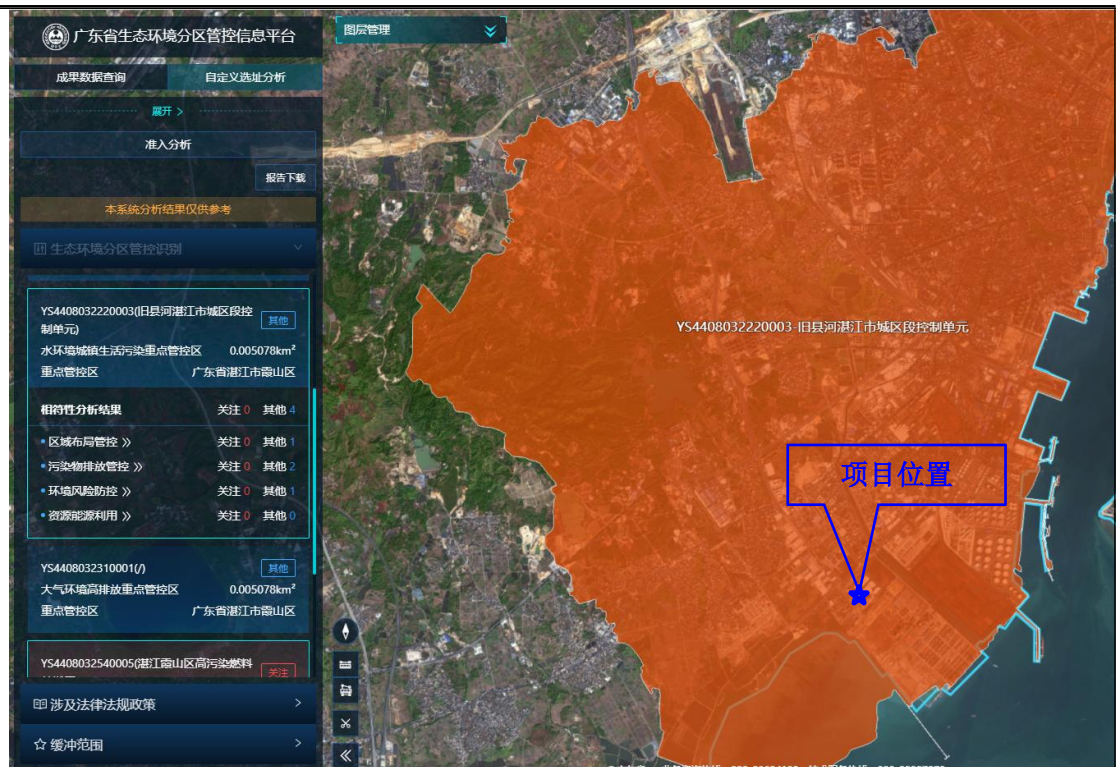 广东省生态环境分区管控信息平台
图层管理
成果数据查询 自定义选址分析
展开 >
准入分析
报告下载
本系统分析结果仅供参考
生态环境分区管控识别
YS4408032220003(旧县河湛江市城区段控
制单元) 其他
水环境城镇生活污染重点管控区 0.005078km²
重点管控区 广东省湛江市霞山区
相符性分析结果 关注 0 其他 4
区域布局管控 》 关注 0 其他 1
污染物排放管控 》 关注 0 其他 2
环境风险防控 》 关注 0 其他 1
资源能源利用 》 关注 0 其他 0
YS4408032310001(/) 其他
大气环境高排放重点管控区 0.005078km²
重点管控区 广东省湛江市霞山区
YS4408032540005(湛江霞山区高污染燃料
关注
涉及法律法规政策 >
缓冲范围 >
YS4408032220003-旧县河湛江市城区段控制单元
项目位置